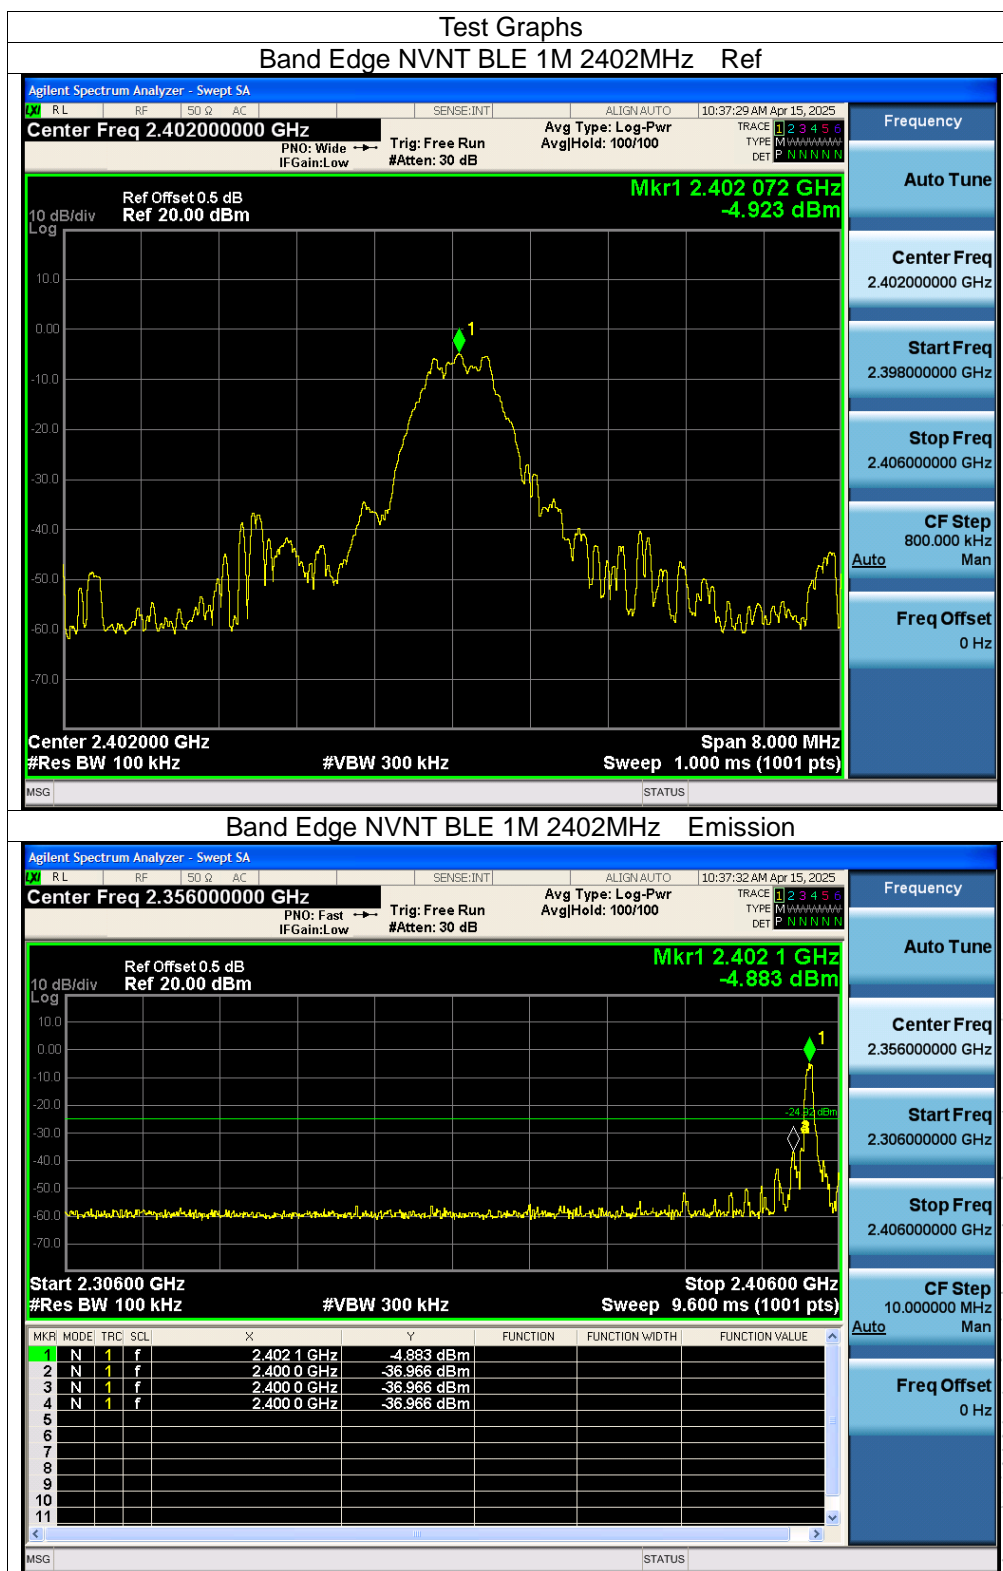 Test Graphs
Band Edge NVNT BLE 1M 2402MHz Ref
Agilent Spectrum Analyzer - Swept SA
LXI RL RF 50 Ω AC SENSE:INT ALIGN AUTO 10:37:29 AM Apr 15, 2025
Center Freq 2.402000000 GHz Avg Type: Log-Pwr TRACE 1 2 3 4 5 6
PNO: Wide Trig: Free Run Avg|Hold: 100/100 TYPE M WWWWW
IFGain:Low #Atten: 30 dB DET P N N N N N
Frequency
Auto Tune
Center Freq
2.402000000 GHz
Start Freq
2.398000000 GHz
Stop Freq
2.406000000 GHz
CF Step
800.000 kHz
Auto Man
Freq Offset
0 Hz
Mkr1 2.402 072 GHz
-4.923 dBm
Ref Offset 0.5 dB
10 dB/div Ref 20.00 dBm
Log
10.0
0.00
-10.0
-20.0
-30.0
-40.0
-50.0
-60.0
-70.0
1
Center 2.402000 GHz Span 8.000 MHz
#Res BW 100 kHz #VBW 300 kHz Sweep 1.000 ms (1001 pts)
MSG STATUS
Band Edge NVNT BLE 1M 2402MHz Emission
Agilent Spectrum Analyzer - Swept SA
LXI RL RF 50 Ω AC SENSE:INT ALIGN AUTO 10:37:32 AM Apr 15, 2025
Center Freq 2.356000000 GHz Avg Type: Log-Pwr TRACE 1 2 3 4 5 6
PNO: Fast Trig: Free Run Avg|Hold: 100/100 TYPE M WWWWW
IFGain:Low #Atten: 30 dB DET P N N N N N
Frequency
Auto Tune
Center Freq
2.356000000 GHz
Start Freq
2.306000000 GHz
Stop Freq
2.406000000 GHz
CF Step
10.000000 MHz
Auto Man
Freq Offset
0 Hz
Mkr1 2.402 1 GHz
-4.883 dBm
Ref Offset 0.5 dB
10 dB/div Ref 20.00 dBm
Log
10.0
0.00
-10.0
-20.0
-30.0
-40.0
-50.0
-60.0
-70.0
1
-24.92 dBm
Start 2.30600 GHz Stop 2.40600 GHz
#Res BW 100 kHz #VBW 300 kHz Sweep 9.600 ms (1001 pts)
MKR MODE TRC SCL X Y FUNCTION FUNCTION WIDTH FUNCTION VALUE
1 N 1 f 2.402 1 GHz -4.883 dBm
2 N 1 f 2.400 0 GHz -36.966 dBm
3 N 1 f 2.400 0 GHz -36.966 dBm
4 N 1 f 2.400 0 GHz -36.966 dBm
5
6
7
8
9
10
11
MSG STATUS